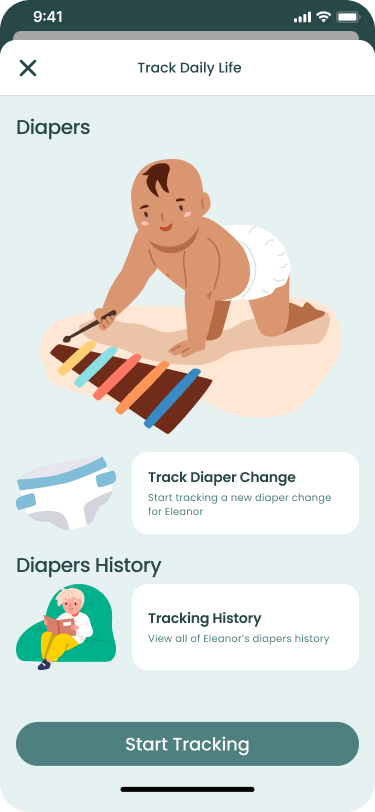 9:41
Track Daily Life
Diapers
Track Diaper Change
Start tracking a new diaper change
for Eleanor
Diapers History
Tracking History
View all of Eleanor's diapers history
Start Tracking